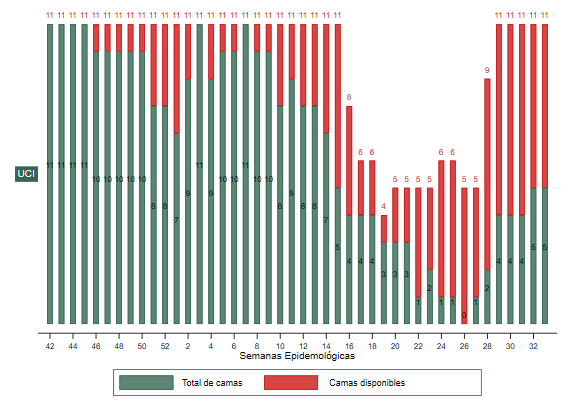 11 11 11 11 11 11 11 11 11 11 11 11 11 11 11 11 11 11 11 11 11 11 11 11 11 11 8 6 6 4 5 5 5 5 6 6 5 5 9 11 11 11 11 11
UCI
11 11 11 11 10 10 10 10 10 8 8 7 9 11 9 10 10 11 10 10 8 9 8 8 7 5 4 4 4 3 3 3 1 2 1 1 0 1 2 4 4 4 5 5
42 44 46 48 50 52 2 4 6 8 10 12 14 16 18 20 22 24 26 28 30 32
Semanas Epidemológicas
Total de camas Camas disponibles